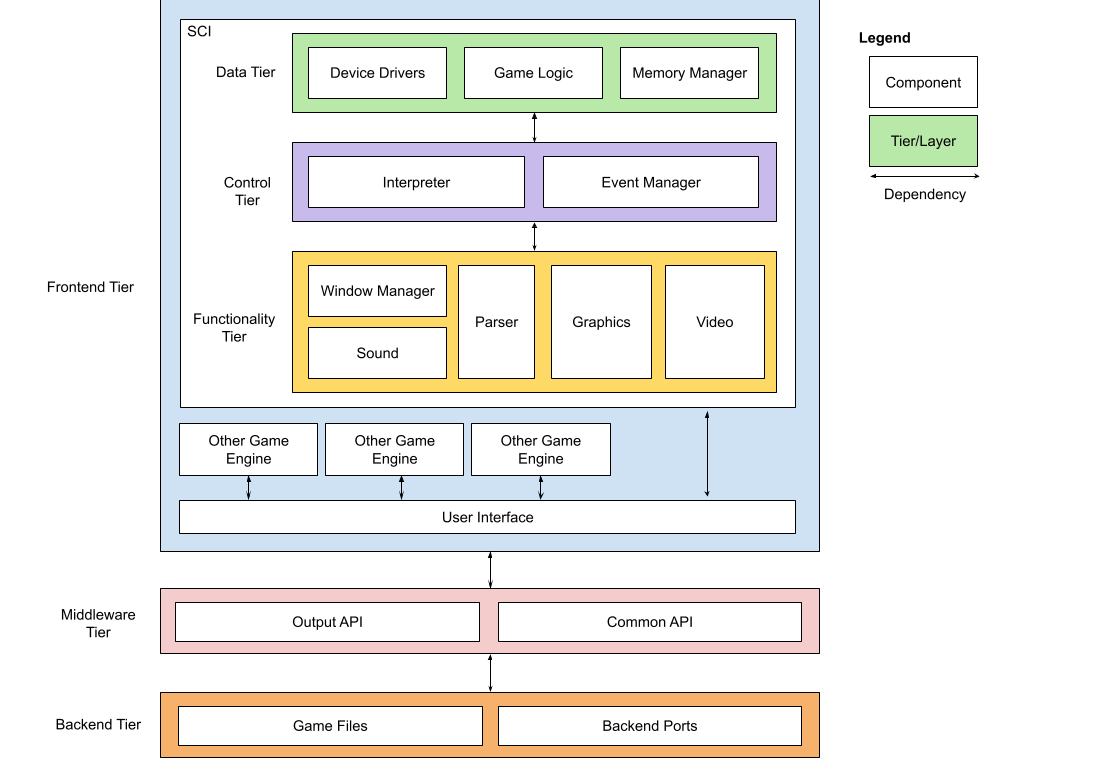 SCI
Data Tier
Device Drivers
Game Logic
Memory Manager
Control
Tier
Interpreter
Event Manager
Frontend Tier
Functionality
Tier
Window Manager
Sound
Parser
Graphics
Video
Other Game
Engine
Other Game
Engine
Other Game
Engine
User Interface
Middleware
Tier
Output API
Common API
Backend Tier
Game Files
Backend Ports
Legend
Component
Tier/Layer
Dependency